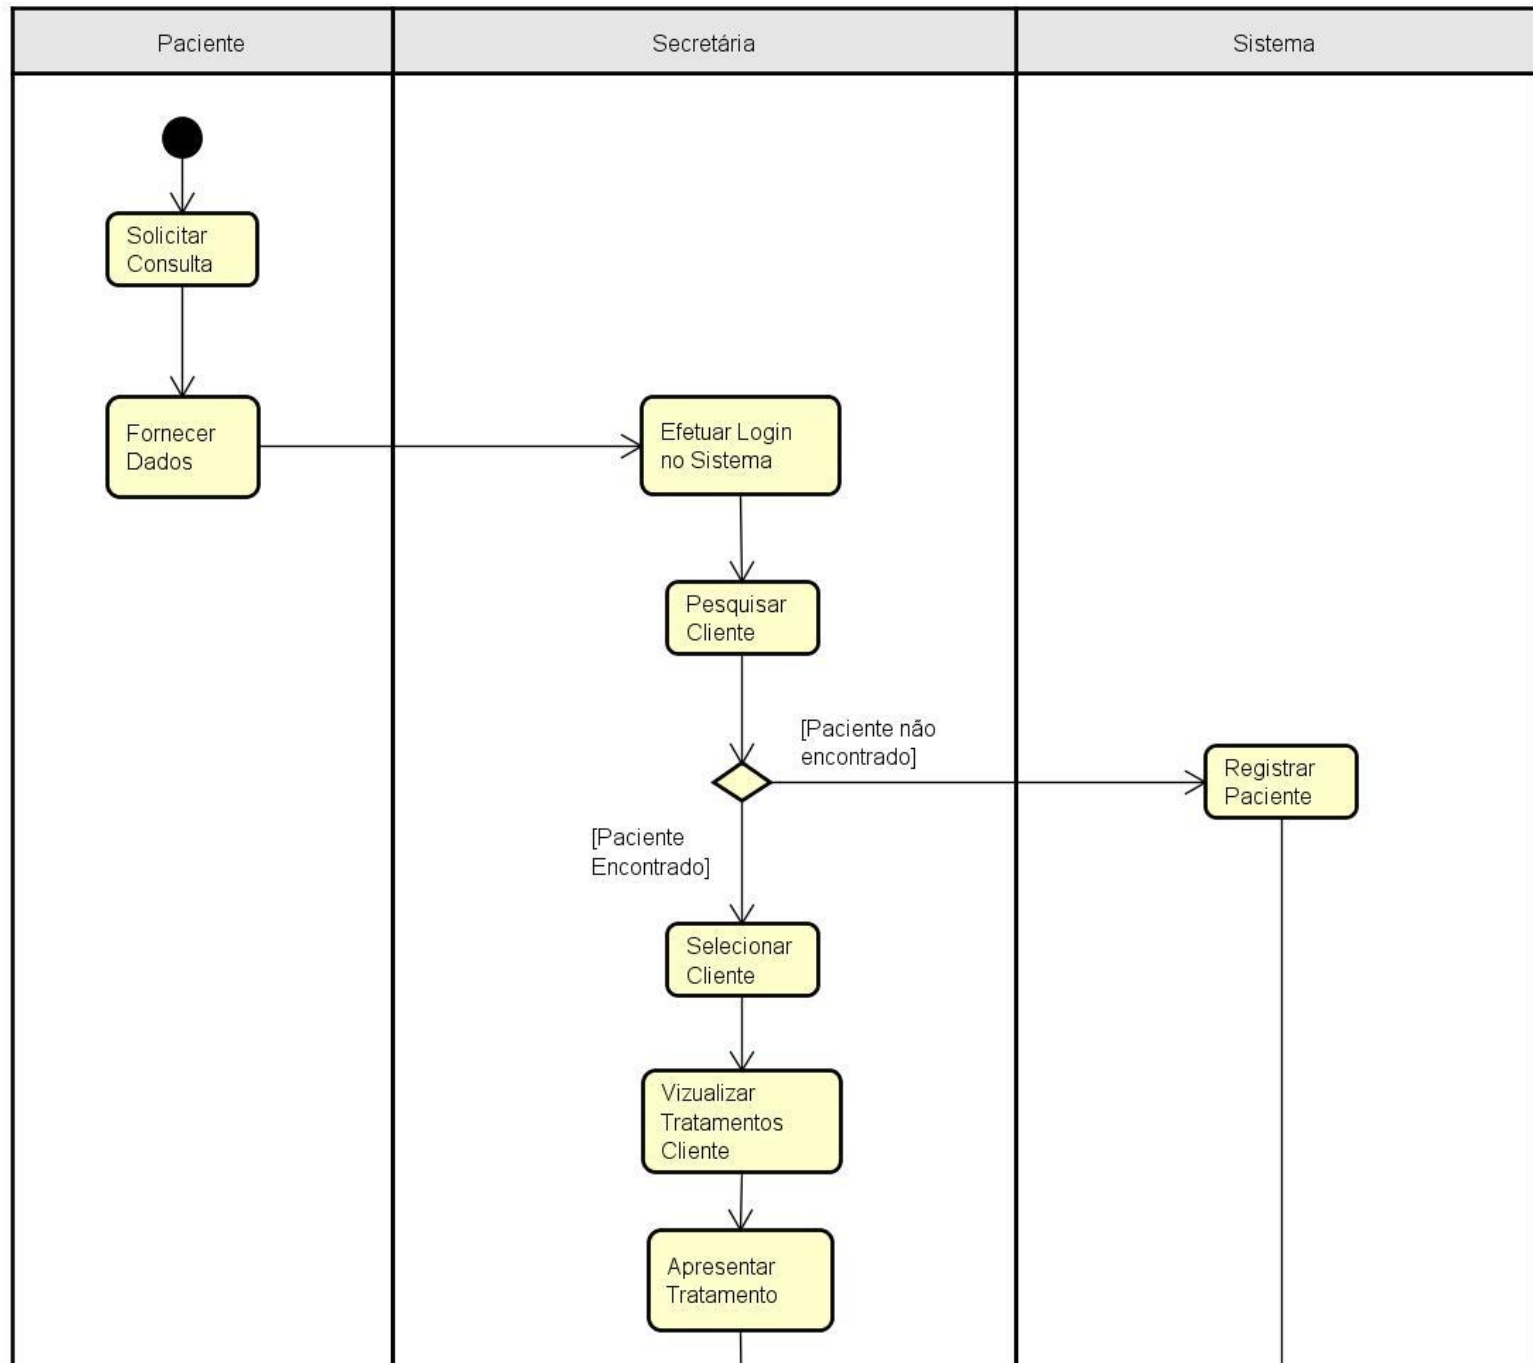 Paciente
Secretária
Sistema
Solicitar
Consulta
Fornecer
Dados
Efetuar Login
no Sistema
Pesquisar
Cliente
[Paciente não
encontrado]
Registrar
Paciente
[Paciente
Encontrado]
Selecionar
Cliente
Vizualizar
Tratamentos
Cliente
Apresentar
Tratamento